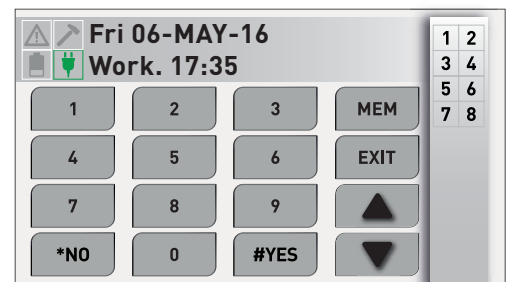 Fri 06-MAY-16
Work. 17:35
1 2
3 4
5 6
7 8
1 2 3 MEM
4 5 6 EXIT
7 8 9
*NO 0 #YES